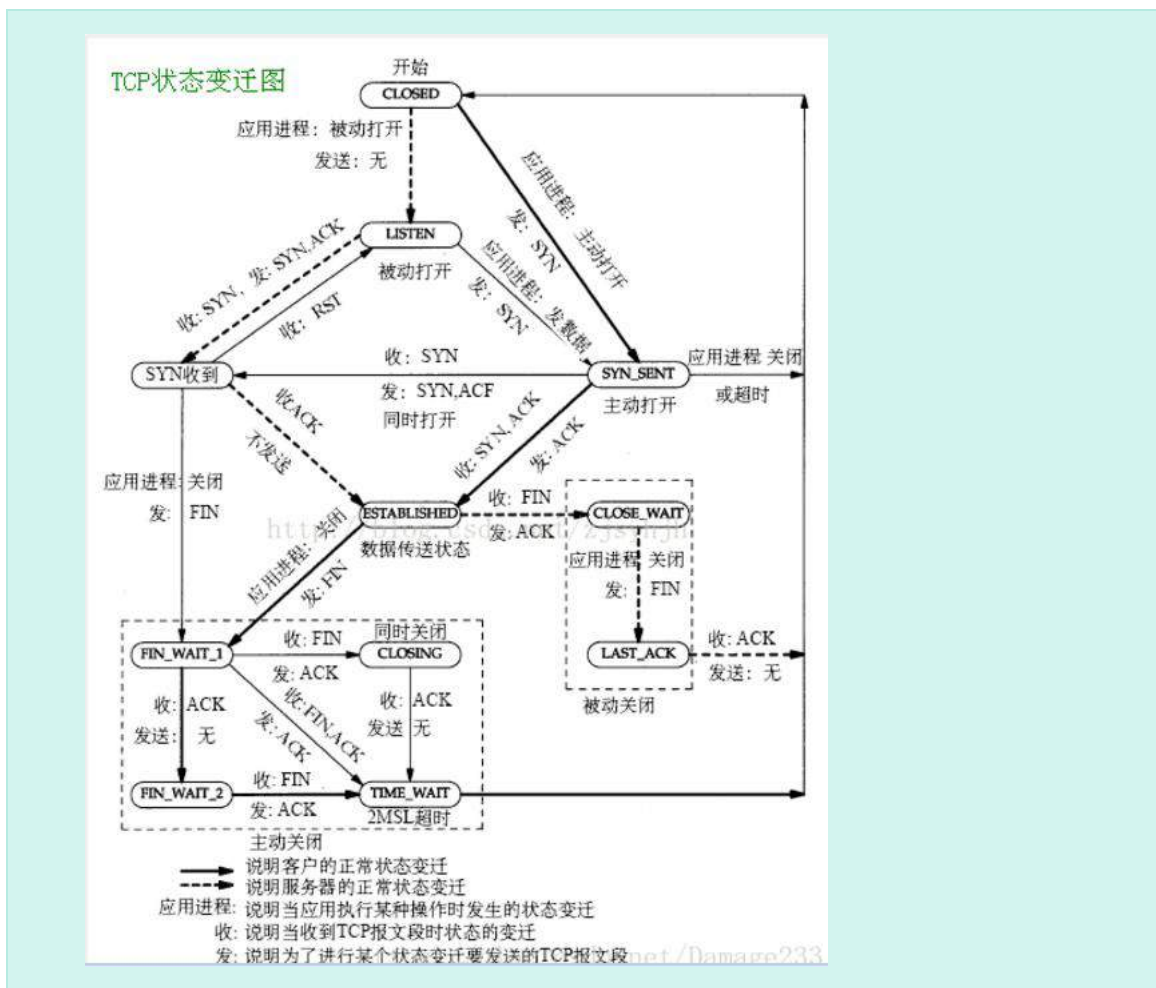 TCP状态变迁图
开始
CLOSED
应用进程：被动打开
发送：无
应用进程：主动打开
发：SYN
LISTEN
被动打开
收: SYN, 发: SYN,ACK
收：RST
应用进程：发数据
发：SYN
SYN收到
收：SYN
发：SYN,ACF
同时打开
SYN_SENT
主动打开
应用进程:关闭
或超时
收ACK
不发送
收: SYN, ACK
发: ACK
应用进程:关闭
发: FIN
ESTABLISHED
数据传送状态
收: FIN
发: ACK
CLOSE_WAIT
应用进程:关闭
发: FIN
应用进程：关闭
发: FIN
LAST_ACK
收: ACK
发送：无
被动关闭
FIN_WAIT_1
收: FIN
发: ACK
同时关闭
CLOSING
收: ACK
发送：无
收: FIN,ACK
发: ACK
收: ACK
发送 无
FIN_WAIT_2
收: FIN
发: ACK
TIME_WAIT
2MSL超时
主动关闭
说明客户的正常状态变迁
说明服务器的正常状态变迁
应用进程: 说明当应用执行某种操作时发生的状态变迁
收: 说明当收到TCP报文段时状态的变迁
发: 说明为了进行某个状态变迁要发送的TCP报文段
net/Damage233